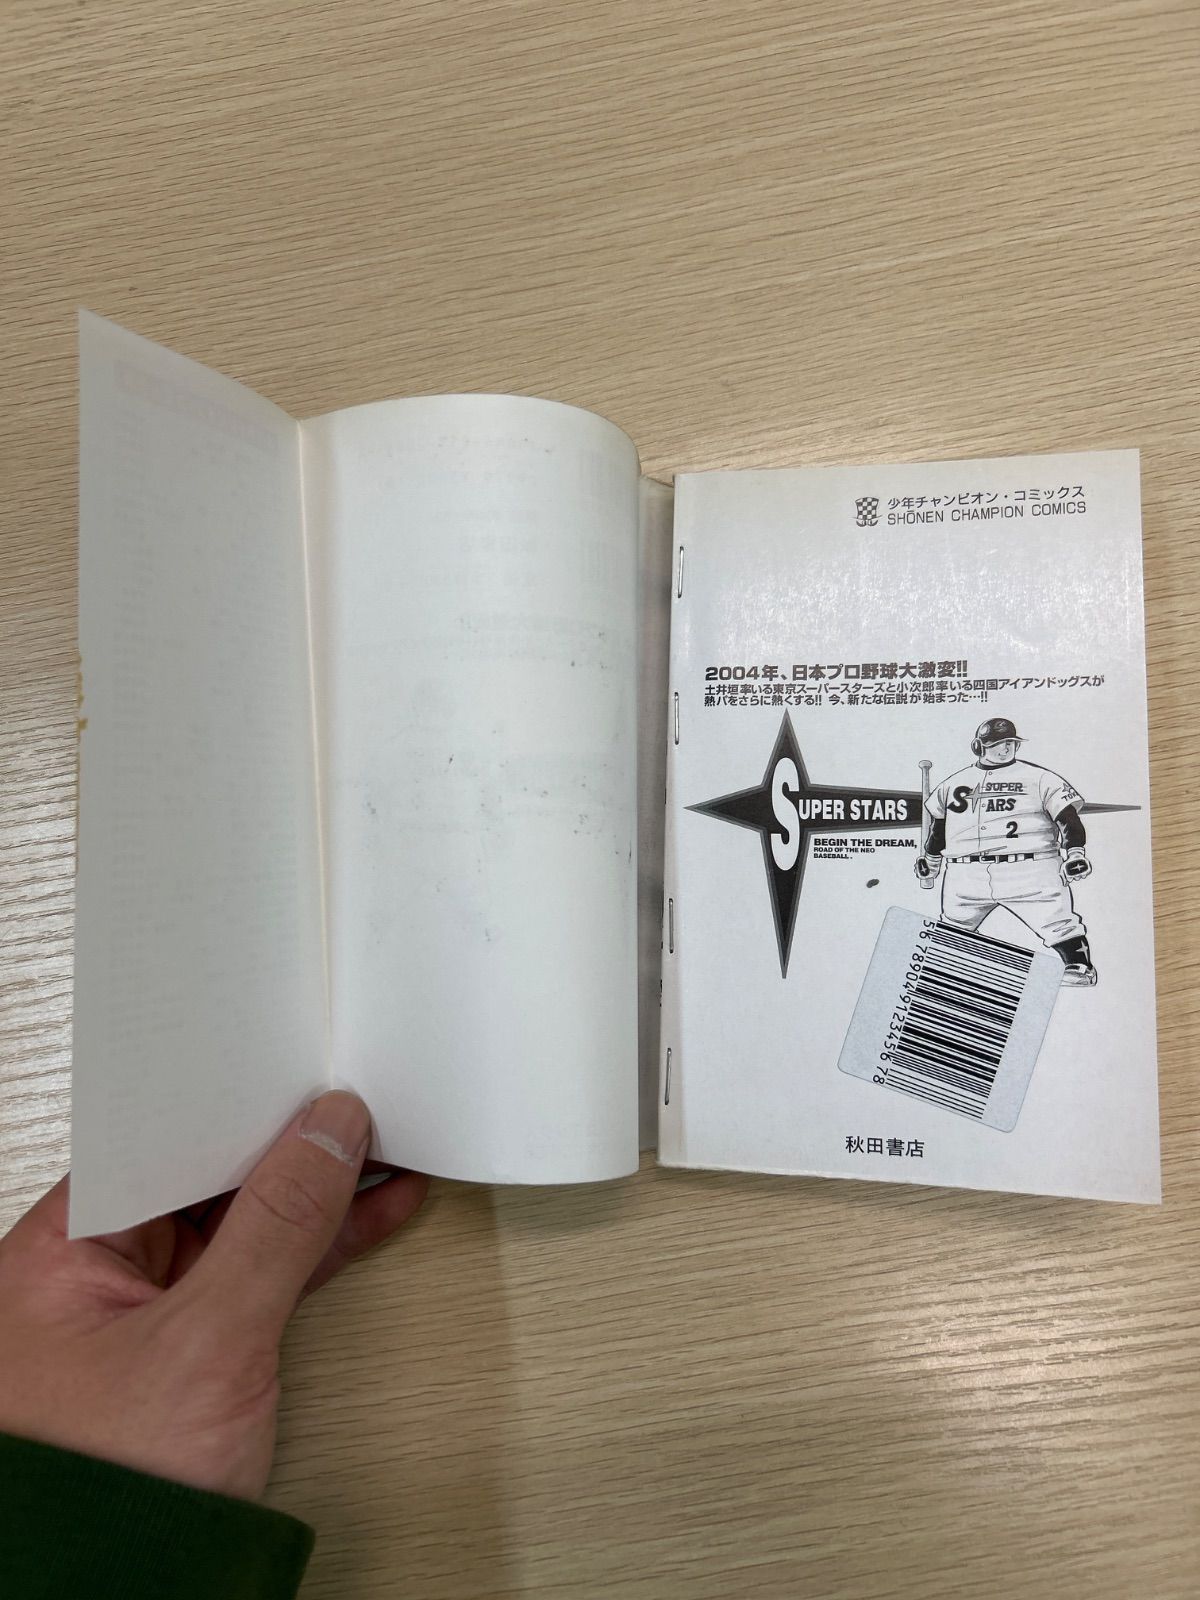 少年チャンピオン・コミックス
SHŌNEN CHAMPION COMICS
2004年、日本プロ野球大激変!!
土井垣率いる東京スーパースターズと小次郎率いる四国アイアンドッグスが
熱パをさらに熱くする!! 今、新たな伝説が始まった…!!
SUPER STARS
BEGIN THE DREAM,
ROAD OF THE NEO
BASEBALL.
SUPER
STARS
2
TOK
5678904912345678
秋田書店